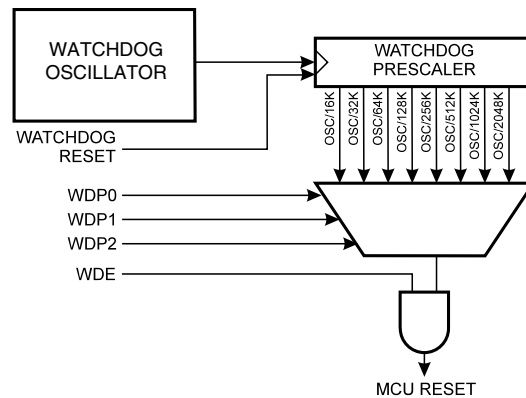 WATCHDOG
OSCILLATOR
WATCHDOG
PRESCALER
WATCHDOG
RESET
OSC/16K
OSC/32K
OSC/64K
OSC/128K
OSC/256K
OSC/512K
OSC/1024K
OSC/2048K
WDP0
WDP1
WDP2
WDE
MCU RESET